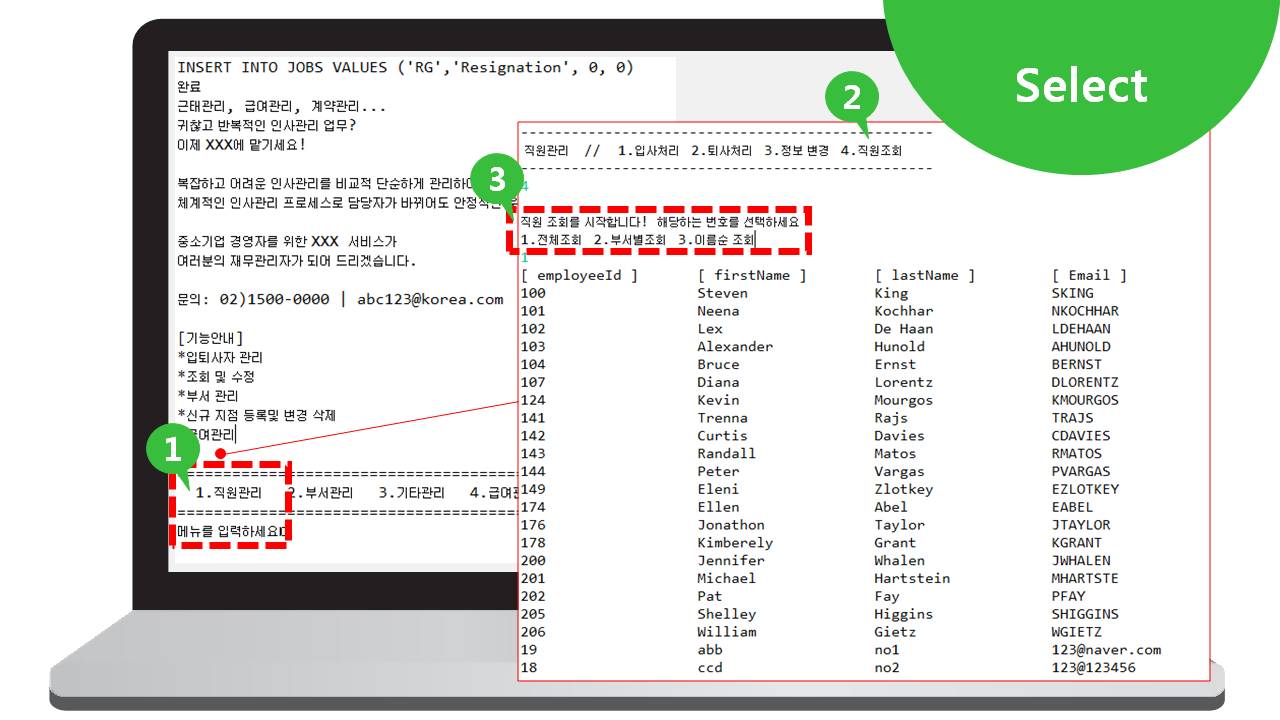 Select
INSERT INTO JOBS VALUES ('RG','Resignation', 0, 0)
완료
근태관리, 급여관리, 계약관리...
귀찮고 반복적인 인사관리 업무?
이제 XXX에 맡기세요!
복잡하고 어려운 인사관리를 비교적 단순하게 관리하
체계적인 인사관리 프로세스로 담당자가 바뀌어도 안정적
중소기업 경영자를 위한 XXX 서비스가
여러분의 재무관리자가 되어 드리겠습니다.
문의: 02)1500-0000 | abc123@korea.com
[기능안내]
*입퇴사자 관리
*조회 및 수정
*부서 관리
*신규 지점 등록및 변경 삭제
여관리
1
==========================================
1.직원관리 2.부서관리 3.기타관리 4.급여
==========================================
메뉴를 입력하세요
2
--------------------------------------------------
직원관리 // 1.입사처리 2.퇴사처리 3.정보 변경 4.직원조회
--------------------------------------------------
4
3
직원 조회를 시작합니다! 해당하는 번호를 선택하세요
1.전체조회 2.부서별조회 3.이름순 조회
1
[ employeeId ] [ firstName ] [ lastName ] [ Email ]
100 Steven King SKING
101 Neena Kochhar NKOCHHAR
102 Lex De Haan LDEHAAN
103 Alexander Hunold AHUNOLD
104 Bruce Ernst BERNST
107 Diana Lorentz DLORENTZ
124 Kevin Mourgos KMOURGOS
141 Trenna Rajs TRAJS
142 Curtis Davies CDAVIES
143 Randall Matos RMATOS
144 Peter Vargas PVARGAS
149 Eleni Zlotkey EZLOTKEY
174 Ellen Abel EABEL
176 Jonathon Taylor JTAYLOR
178 Kimberely Grant KGRANT
200 Jennifer Whalen JWHALEN
201 Michael Hartstein MHARTSTE
202 Pat Fay PFAY
205 Shelley Higgins SHIGGINS
206 William Gietz WGIETZ
19 abb no1 123@naver.com
18 ccd no2 123@123456